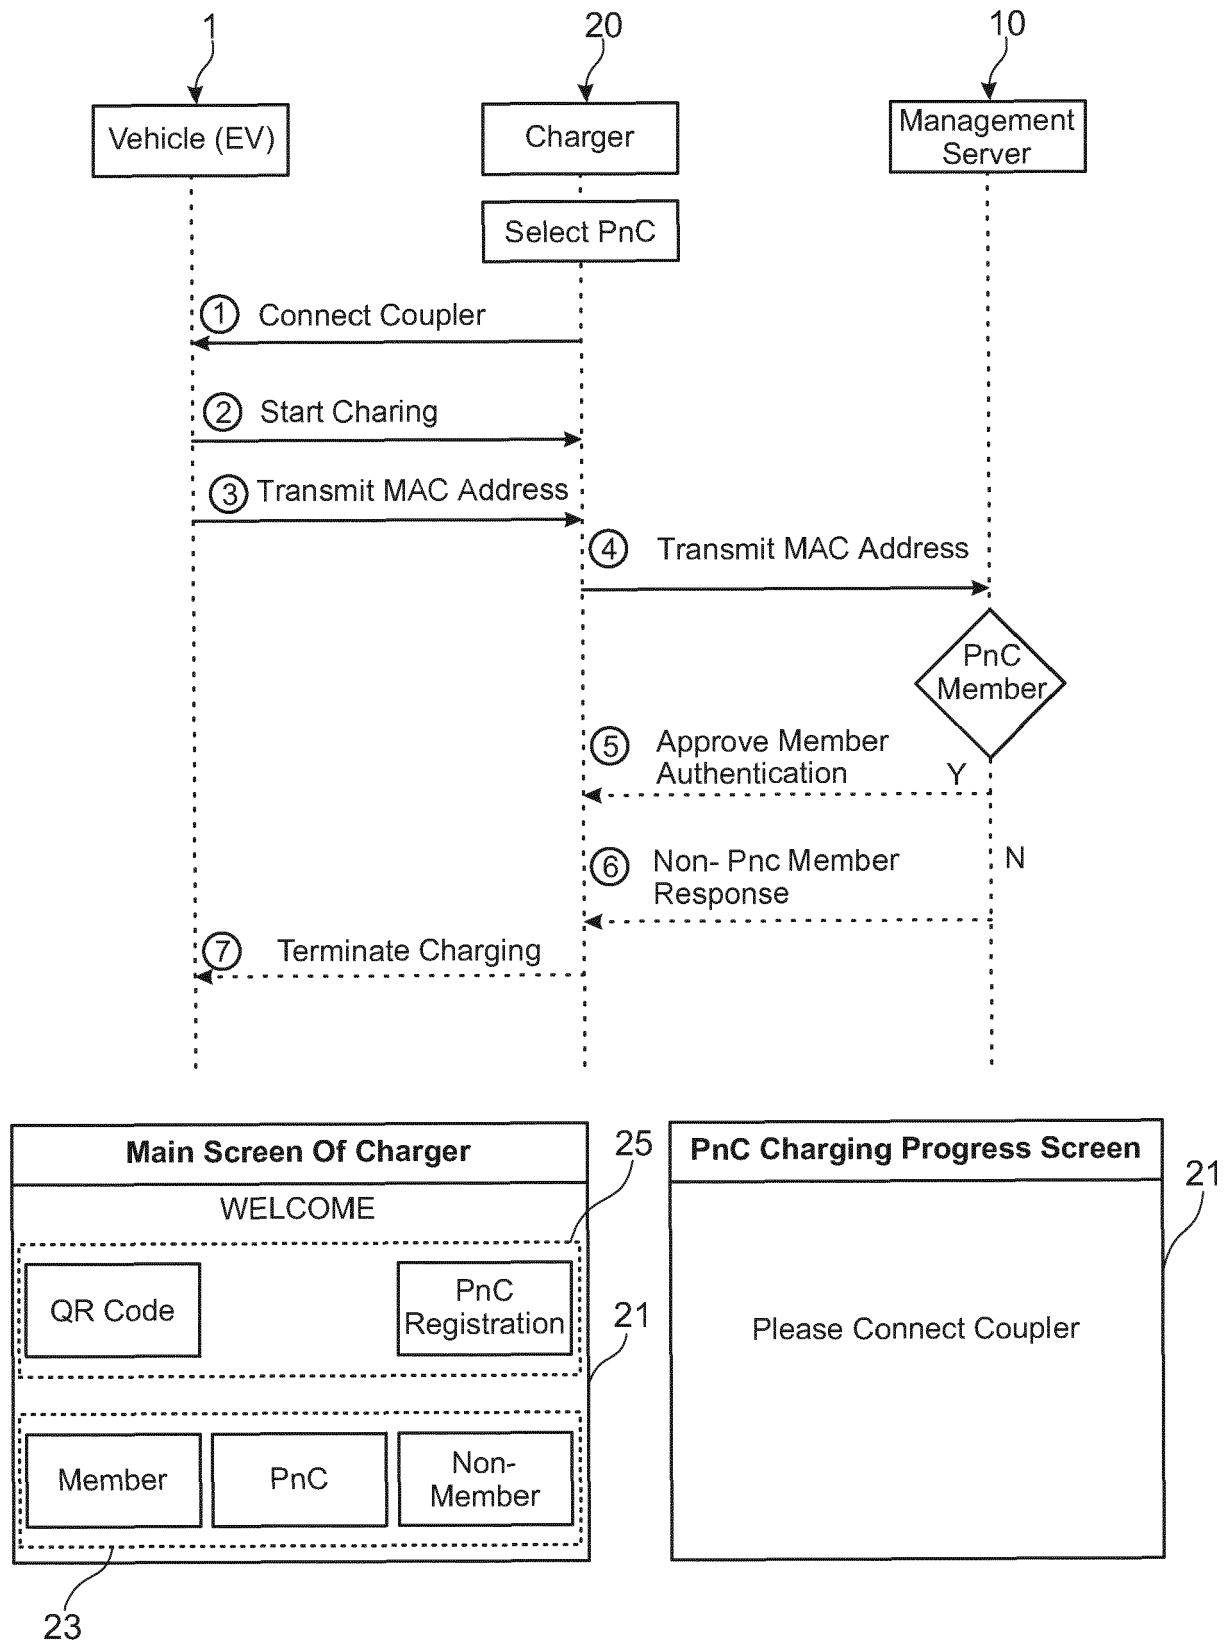 1
20
10
Vehicle (EV)
Charger
Management
Server
Select PnC
① Connect Coupler
② Start Charing
③ Transmit MAC Address
④ Transmit MAC Address
PnC
Member
⑤ Approve Member
Authentication
Y
⑥ Non- Pnc Member
Response
N
⑦ Terminate Charging
Main Screen Of Charger
25
WELCOME
QR Code
PnC
Registration
21
Member
PnC
Non-
Member
23
PnC Charging Progress Screen
21
Please Connect Coupler